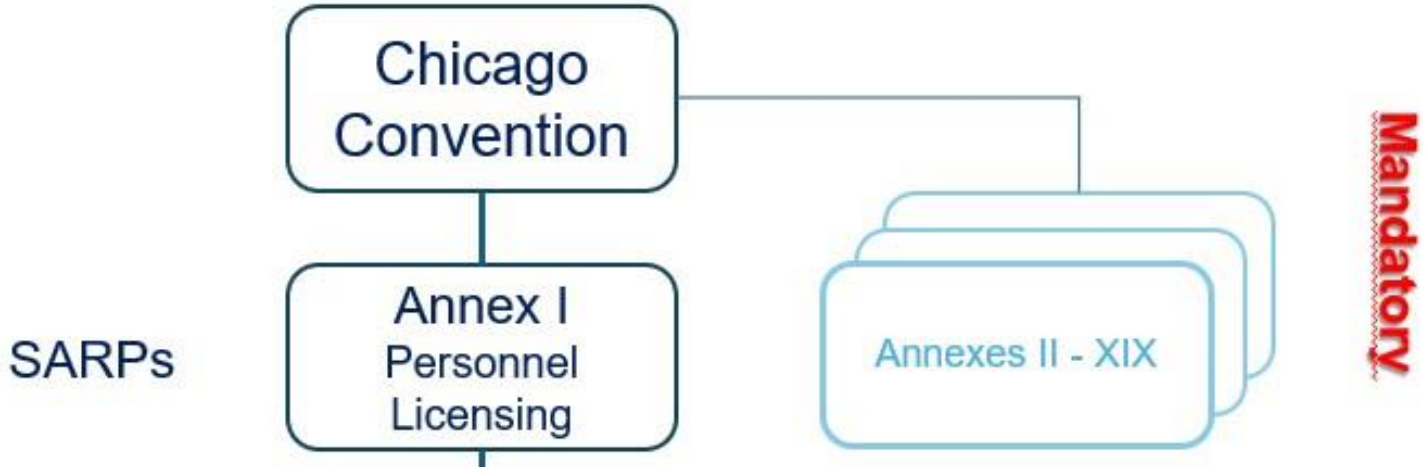 Chicago
Convention
Mandatory
SARPs
Annex I
Personnel
Licensing
Annexes II - XIX